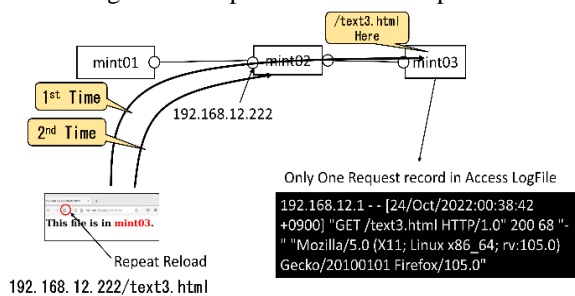 /text3.html
Here
mint01
mint02
mint03
1st Time
192.168.12.222
2nd Time
Only One Request record in Access LogFile
This file is in mint03.
192.168.12.1 - - [24/Oct/2022:00:38:42
+0900] "GET /text3.html HTTP/1.0" 200 68 "-
" "Mozilla/5.0 (X11; Linux x86_64; rv:105.0)
Gecko/20100101 Firefox/105.0"
Repeat Reload
192.168.12.222/text3.html